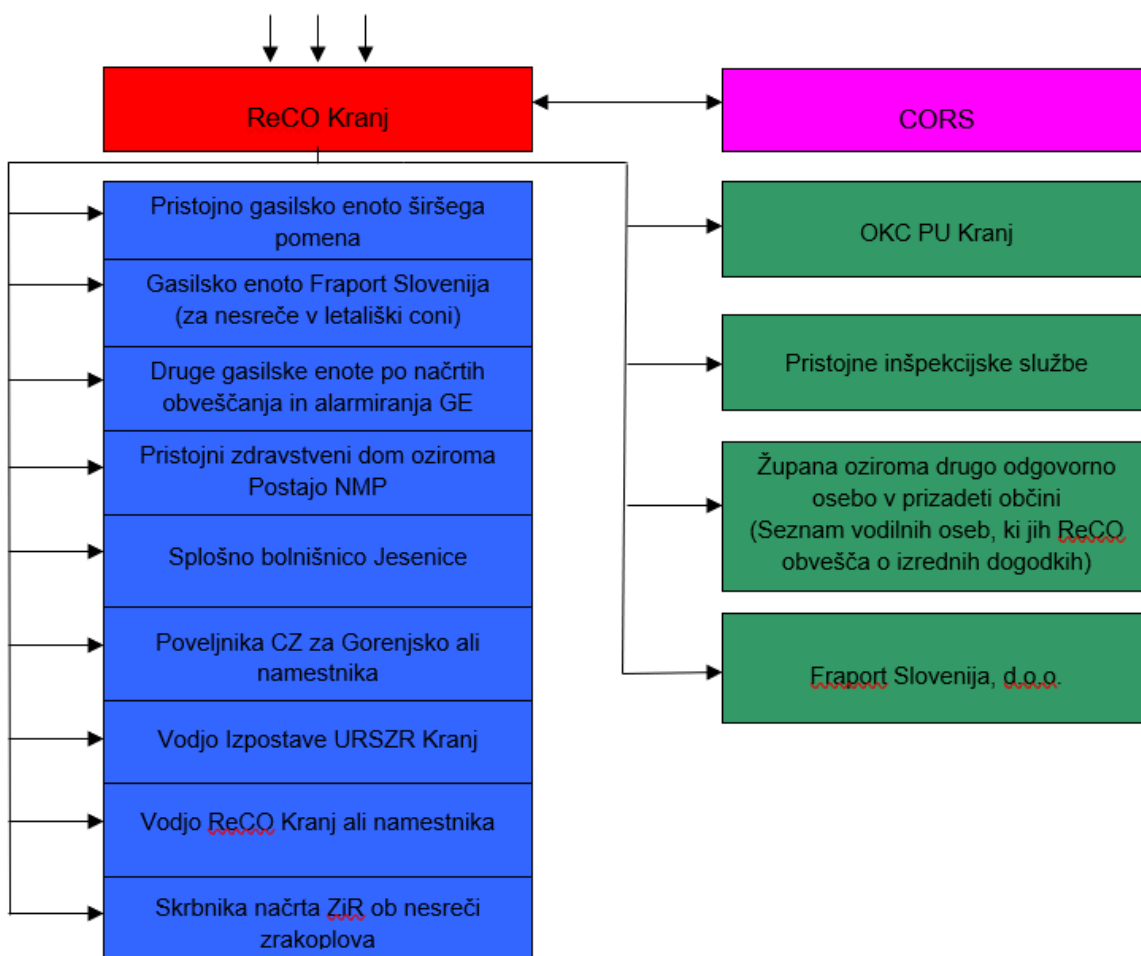 ReCO Kranj
CORS
Pristojno gasilsko enoto širšega
pomena
Gasilsko enoto Fraport Slovenija
(za nesreče v letališki coni)
Druge gasilske enote po načrtih
obveščanja in alarmiranja GE
Pristojni zdravstveni dom oziroma
Postajo NMP
Splošno bolnišnico Jesenice
Poveljnika CZ za Gorenjsko ali
namestnika
Vodjo Izpostave URSZR Kranj
Vodjo ReCO Kranj ali namestnika
Skrbnika načrta ZiR ob nesreči
zrakoplova
OKC PU Kranj
Pristojne inšpekcijske službe
Župana oziroma drugo odgovorno
osebo v prizadeti občini
(Seznam vodilnih oseb, ki jih ReCO
obvešča o izrednih dogodkih)
Fraport Slovenija, d.o.o.